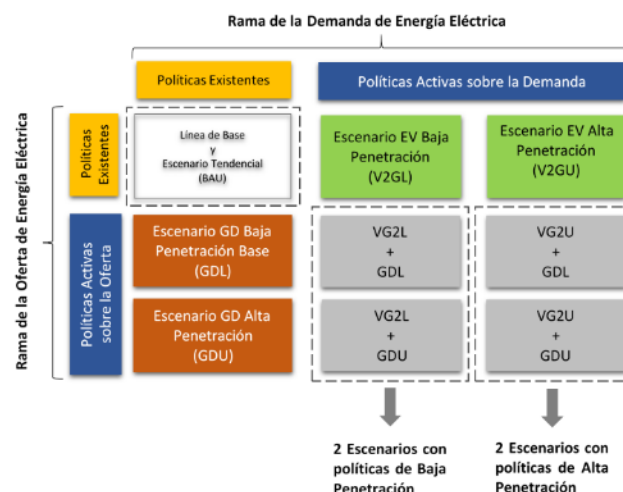 Rama de la Demanda de Energía Eléctrica
Políticas Existentes
Políticas Activas sobre la Demanda
Rama de la Oferta de Energía Eléctrica
Políticas
Existentes
Línea de Base
y
Escenario Tendencial
(BAU)
Escenario EV Baja
Penetración
(V2GL)
Escenario EV Alta
Penetración
(V2GU)
Políticas Activas
sobre la Oferta
Escenario GD Baja
Penetración Base
(GDL)
VG2L
+
GDL
VG2U
+
GDL
Escenario GD Alta
Penetración
(GDU)
VG2L
+
GDU
VG2U
+
GDU
2 Escenarios con
políticas de Baja
Penetración
2 Escenarios con
políticas de Alta
Penetración